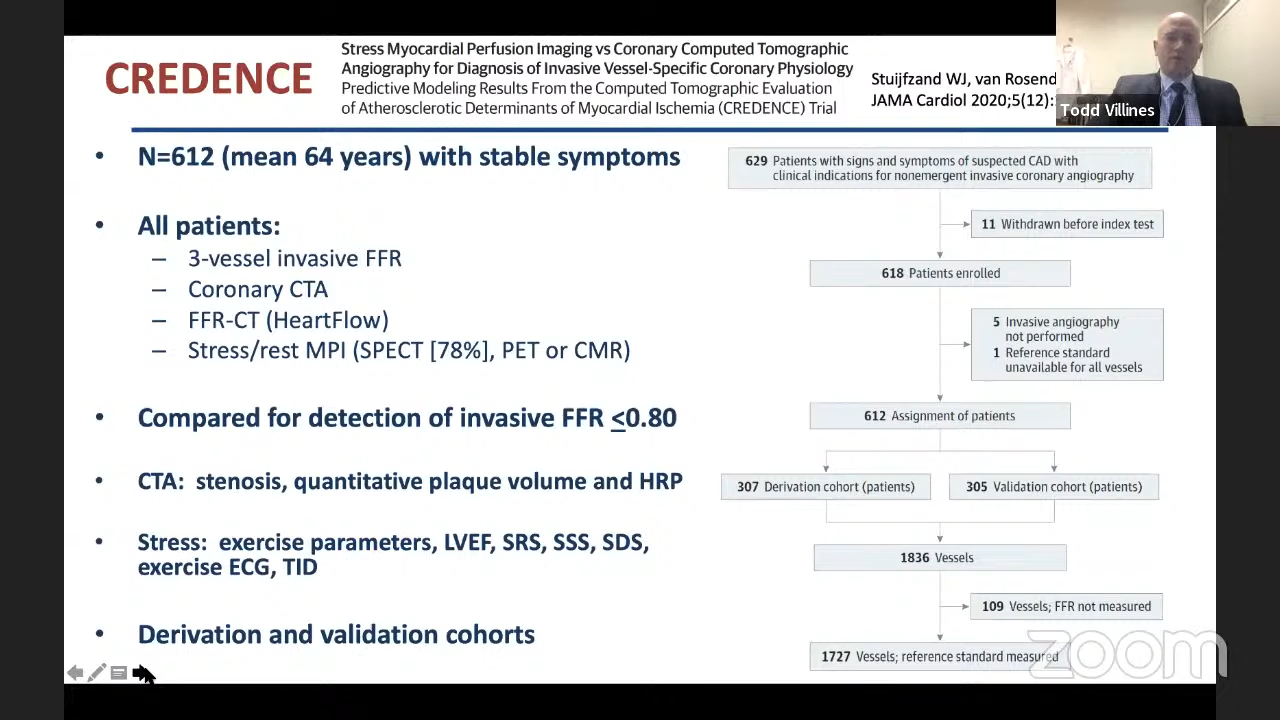 CREDENCE
Stress Myocardial Perfusion Imaging vs Coronary Computed Tomographic
Angiography for Diagnosis of Invasive Vessel-Specific Coronary Physiology
Predictive Modeling Results From the Computed Tomographic Evaluation
of Atherosclerotic Determinants of Myocardial Ischemia (CREDENCE) Trial
Stuijfzand WJ, van Rosend
JAMA Cardiol 2020;5(12):
Todd Villines
• N=612 (mean 64 years) with stable symptoms
• All patients:
– 3-vessel invasive FFR
– Coronary CTA
– FFR-CT (HeartFlow)
– Stress/rest MPI (SPECT [78%], PET or CMR)
• Compared for detection of invasive FFR <0.80
• CTA: stenosis, quantitative plaque volume and HRP
• Stress: exercise parameters, LVEF, SRS, SSS, SDS,
exercise ECG, TID
• Derivation and validation cohorts
629 Patients with signs and symptoms of suspected CAD with
clinical indications for nonemergent invasive coronary angiography
11 Withdrawn before index test
618 Patients enrolled
5 Invasive angiography
not performed
1 Reference standard
unavailable for all vessels
612 Assignment of patients
307 Derivation cohort (patients)
305 Validation cohort (patients)
1836 Vessels
109 Vessels; FFR not measured
1727 Vessels; reference standard measured
zoom